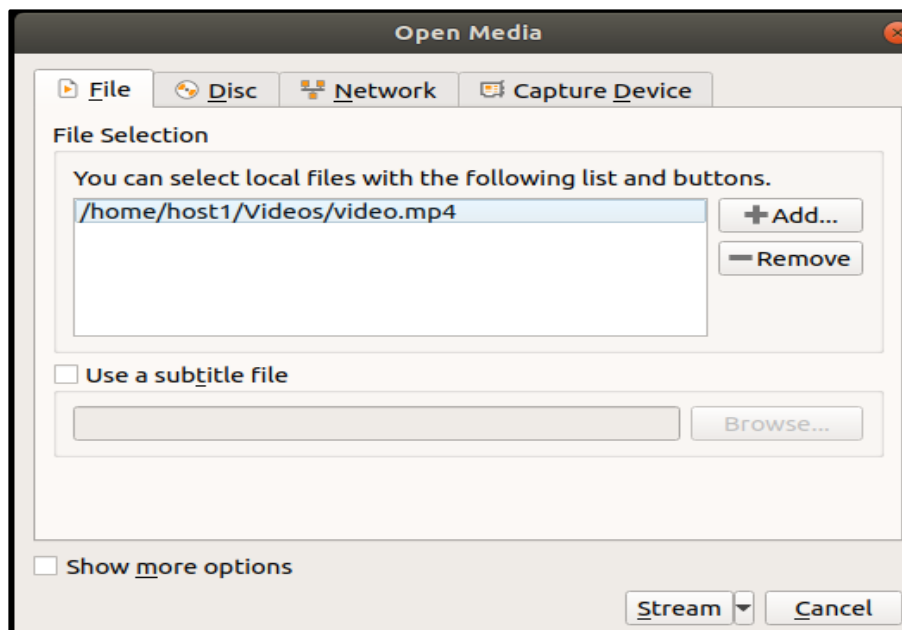 Open Media
File Disc Network Capture Device
File Selection
You can select local files with the following list and buttons.
/home/host1/Videos/video.mp4
Add...
Remove
Use a subtitle file
Browse...
Show more options
Stream Cancel